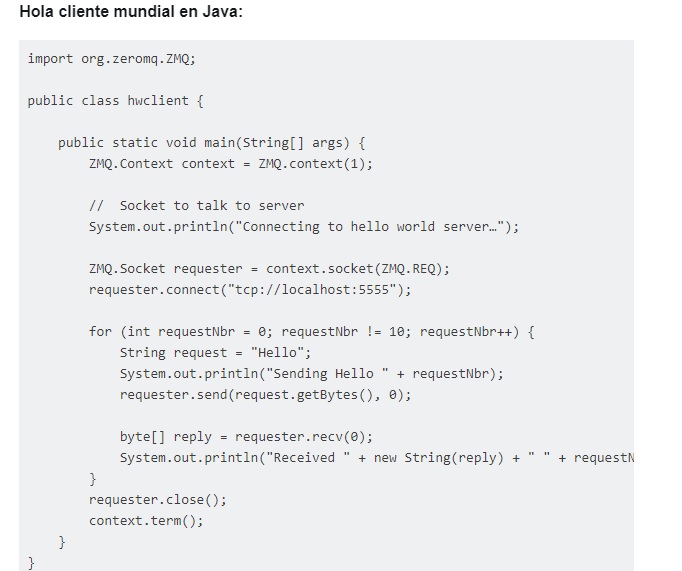 Hola cliente mundial en Java:
import org.zeromq.ZMQ;
public class hwclient {
public static void main(String[] args) {
ZMQ.Context context = ZMQ.context(1);
// Socket to talk to server
System.out.println("Connecting to hello world server…");
ZMQ.Socket requester = context.socket(ZMQ.REQ);
requester.connect("tcp://localhost:5555");
for (int requestNbr = 0; requestNbr != 10; requestNbr++) {
String request = "Hello";
System.out.println("Sending Hello " + requestNbr);
requester.send(request.getBytes(), 0);
byte[] reply = requester.recv(0);
System.out.println("Received " + new String(reply) + " " + requestN
}
requester.close();
context.term();
}
}